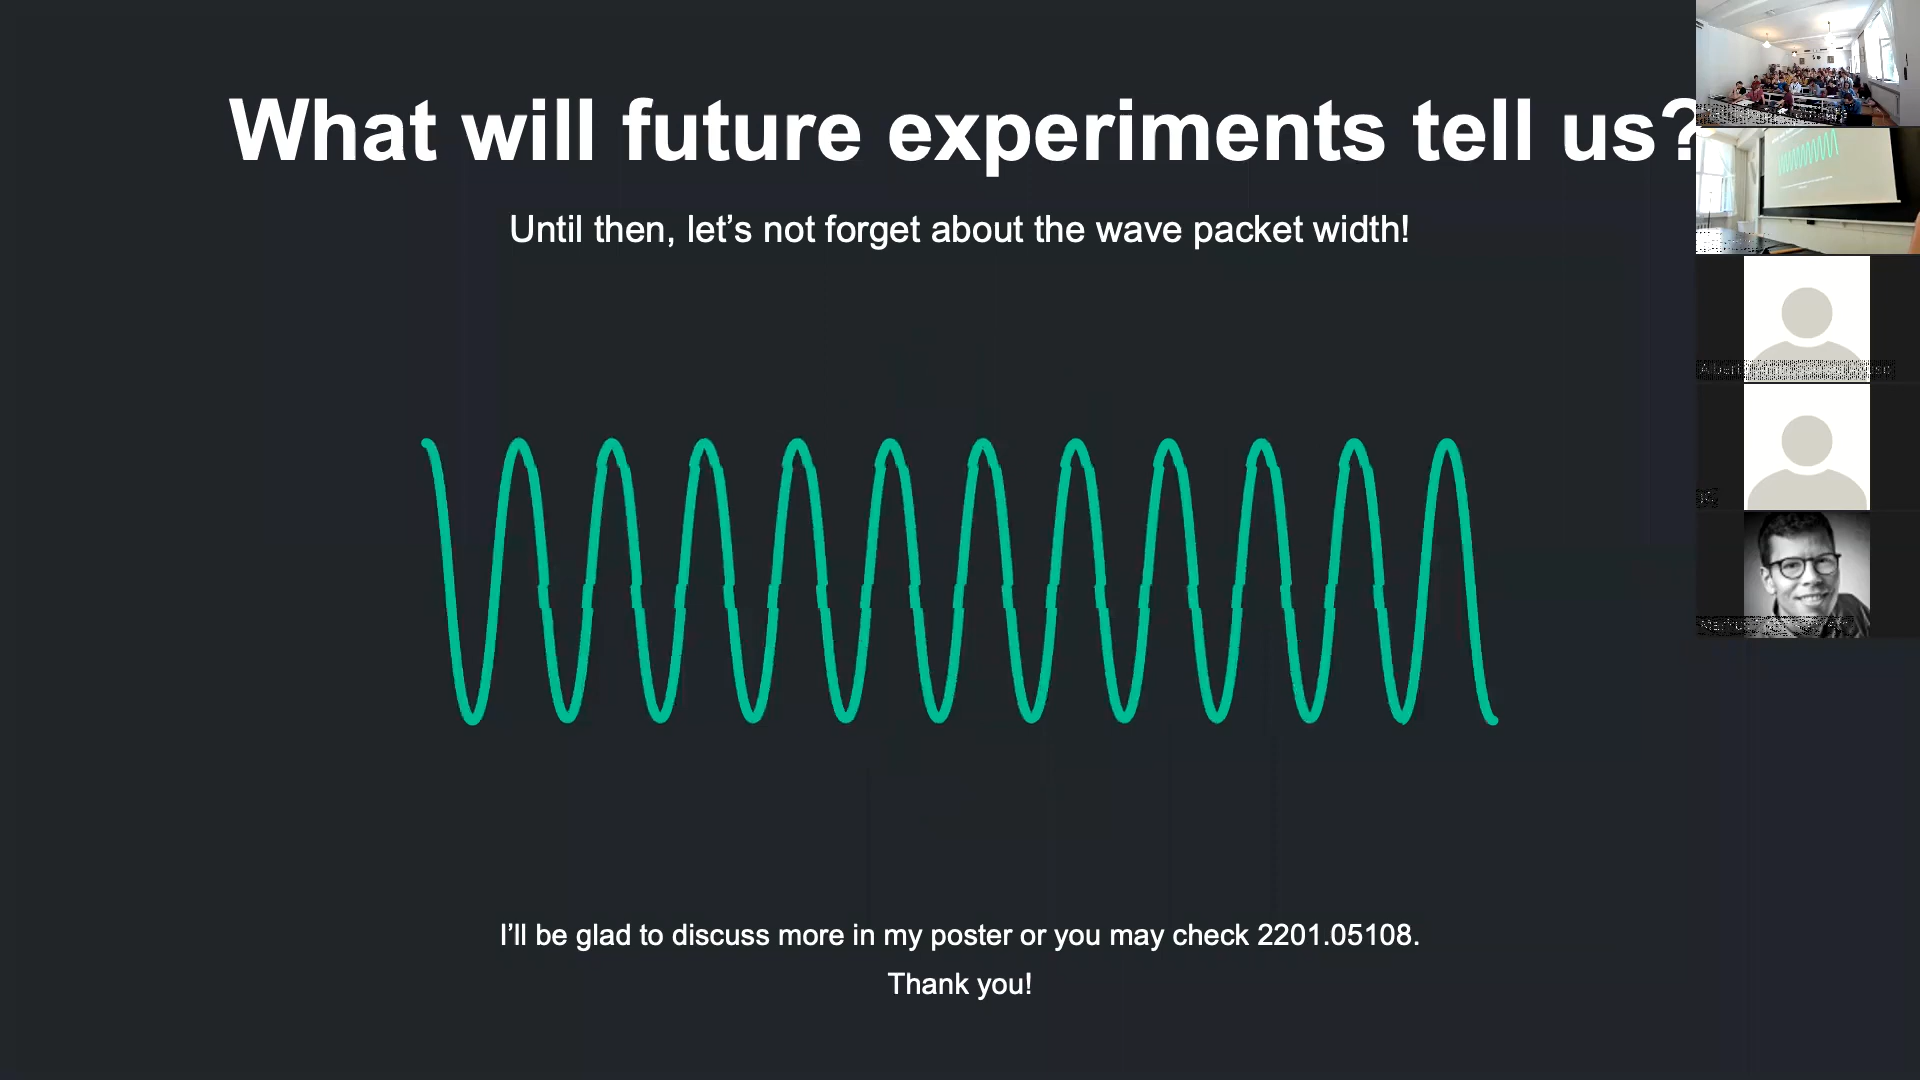 What will future experiments tell us?
Until then, let’s not forget about the wave packet width!
I’ll be glad to discuss more in my poster or you may check 2201.05108.
Thank you!